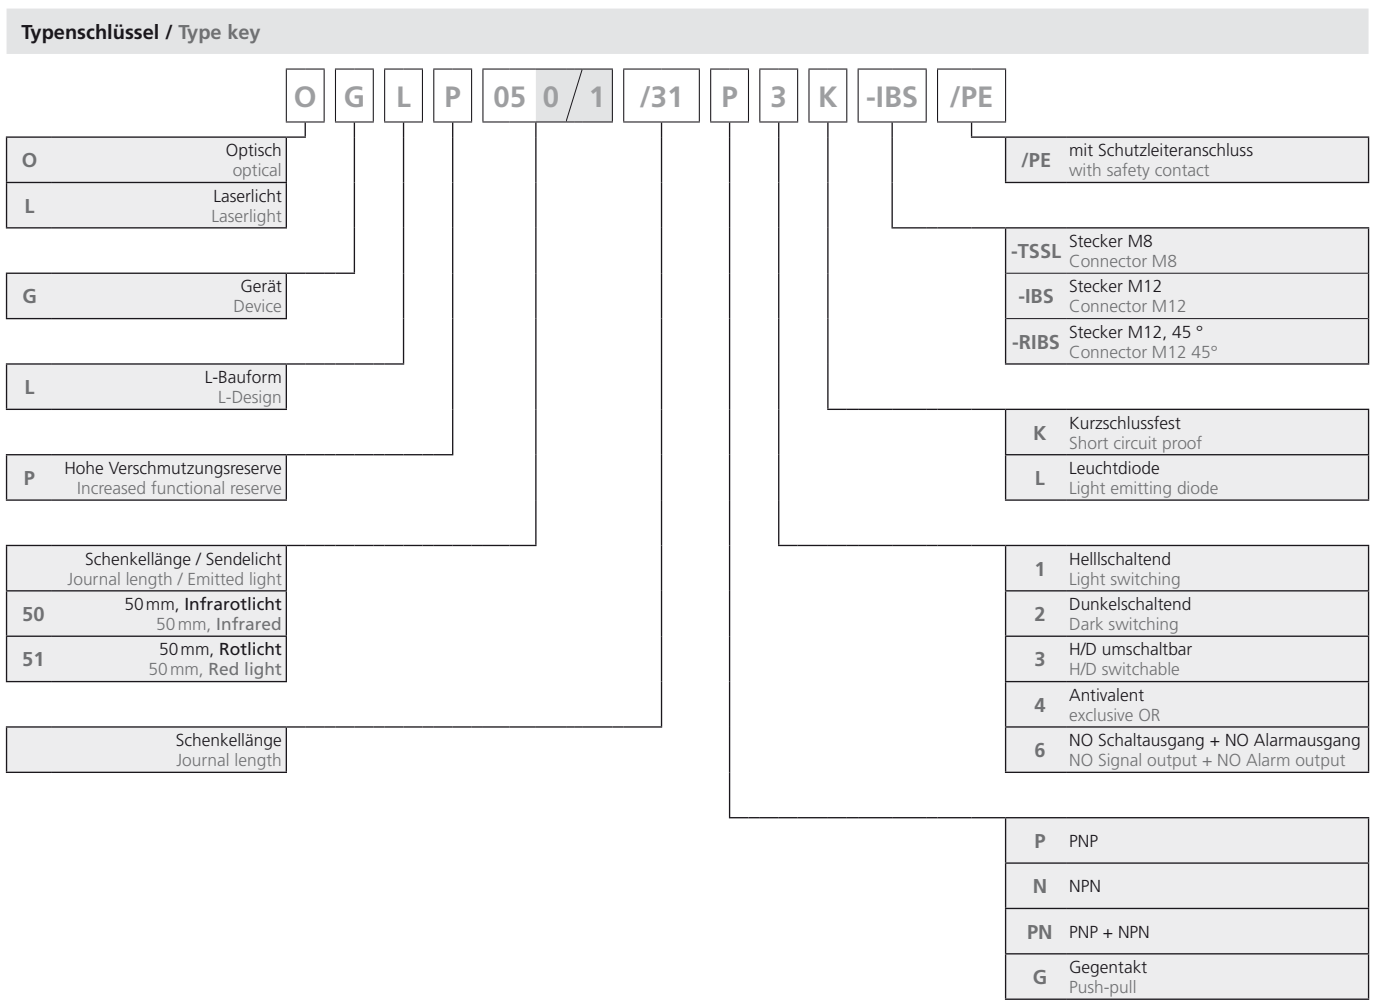 Typenschlüssel / Type key
O G L P 05 0 / 1 /31 P 3 K -IBS /PE
O Optisch
optical
L Laserlicht
Laserlight
G Gerät
Device
L L-Bauform
L-Design
P Hohe Verschmutzungsreserve
Increased functional reserve
Schenkellänge / Sendelicht
Journal length / Emitted light
50 50 mm, Infrarotlicht
50 mm, Infrared
51 50 mm, Rotlicht
50 mm, Red light
Schenkellänge
Journal length
/PE mit Schutzleiteranschluss
with safety contact
-TSSL Stecker M8
Connector M8
-IBS Stecker M12
Connector M12
-RIBS Stecker M12, 45 °
Connector M12 45°
K Kurzschlussfest
Short circuit proof
L Leuchtdiode
Light emitting diode
1 Helllschaltend
Light switching
2 Dunkelschaltend
Dark switching
3 H/D umschaltbar
H/D switchable
4 Antivalent
exclusive OR
6 NO Schaltausgang + NO Alarmausgang
NO Signal output + NO Alarm output
P PNP
N NPN
PN PNP + NPN
G Gegentakt
Push-pull